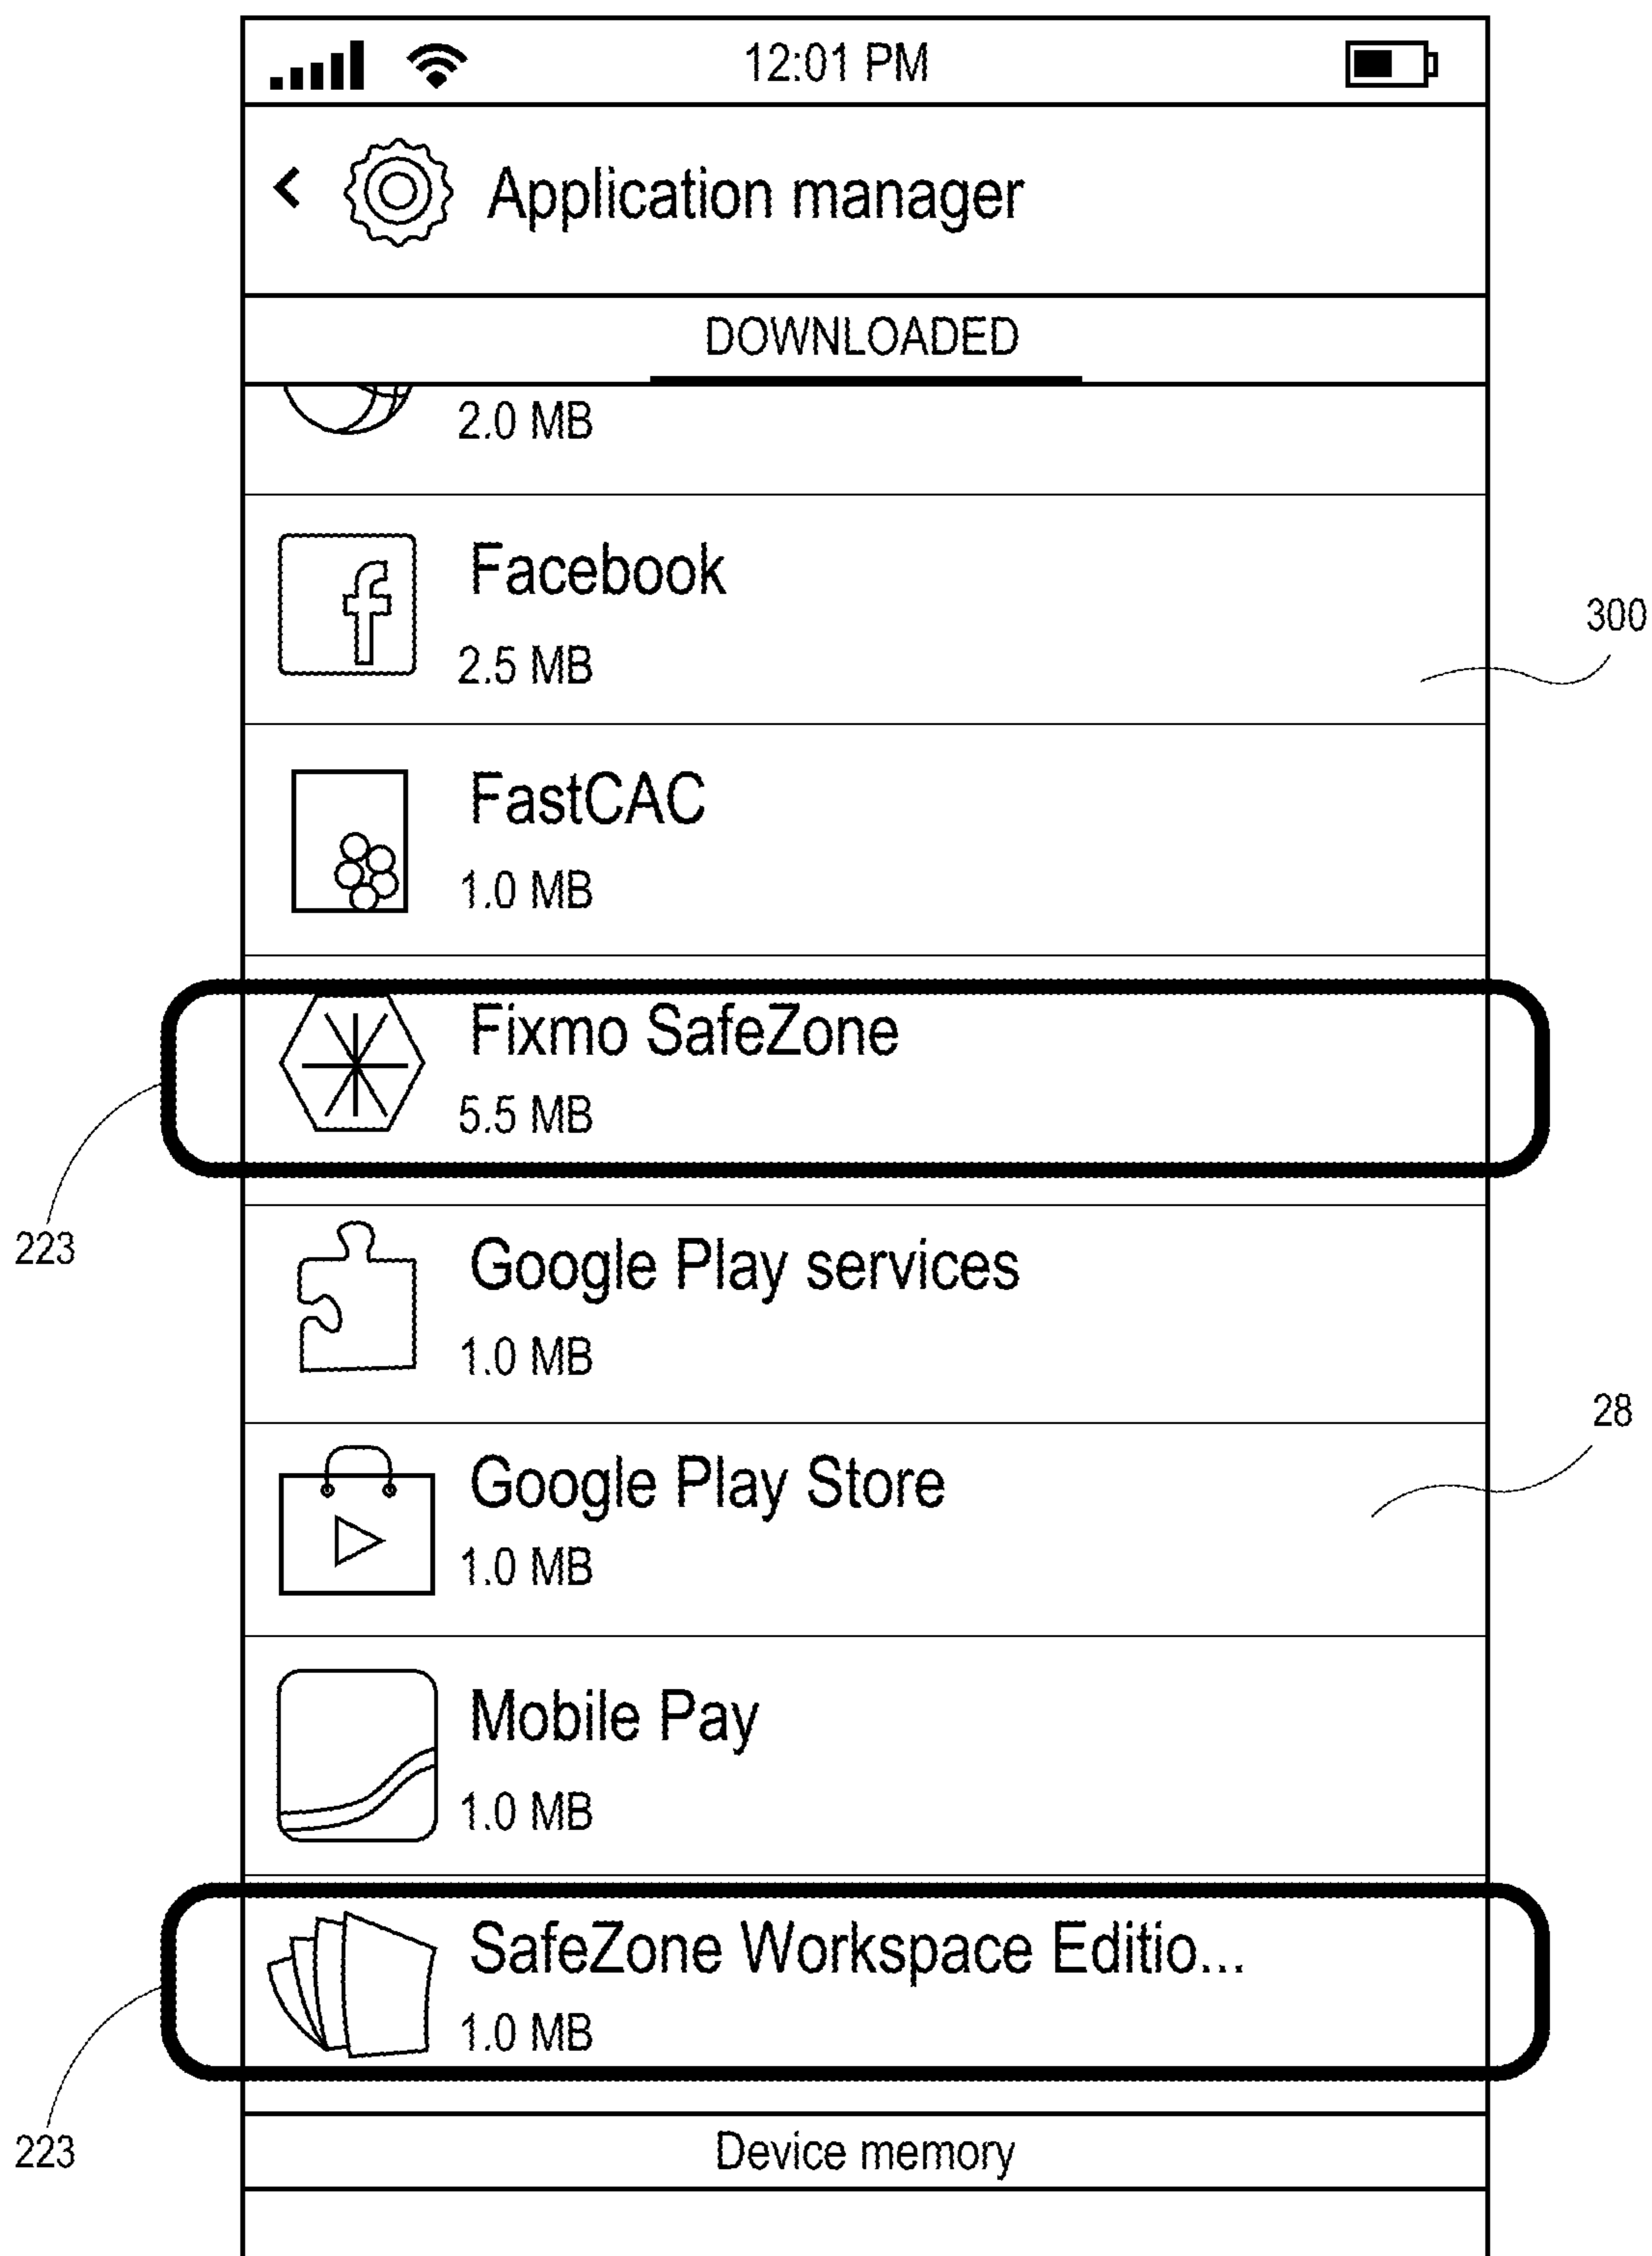 12:01 PM
Application manager
DOWNLOADED
2.0 MB
Facebook
2.5 MB
300
FastCAC
1.0 MB
Fixmo SafeZone
5.5 MB
223
Google Play services
1.0 MB
28
Google Play Store
1.0 MB
Mobile Pay
1.0 MB
SafeZone Workspace Editio...
1.0 MB
223
Device memory